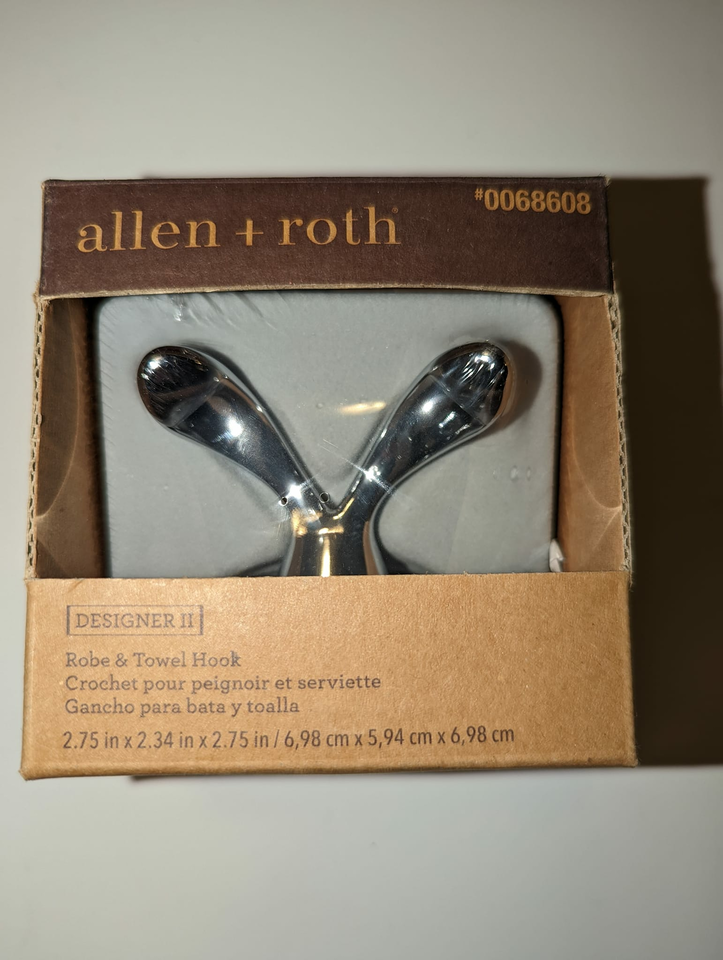 allen + roth®
#0068608
DESIGNER II
Robe & Towel Hook
Crochet pour peignoir et serviette
Gancho para bata y toalla
2.75 in x 2.34 in x 2.75 in / 6,98 cm x 5,94 cm x 6,98 cm